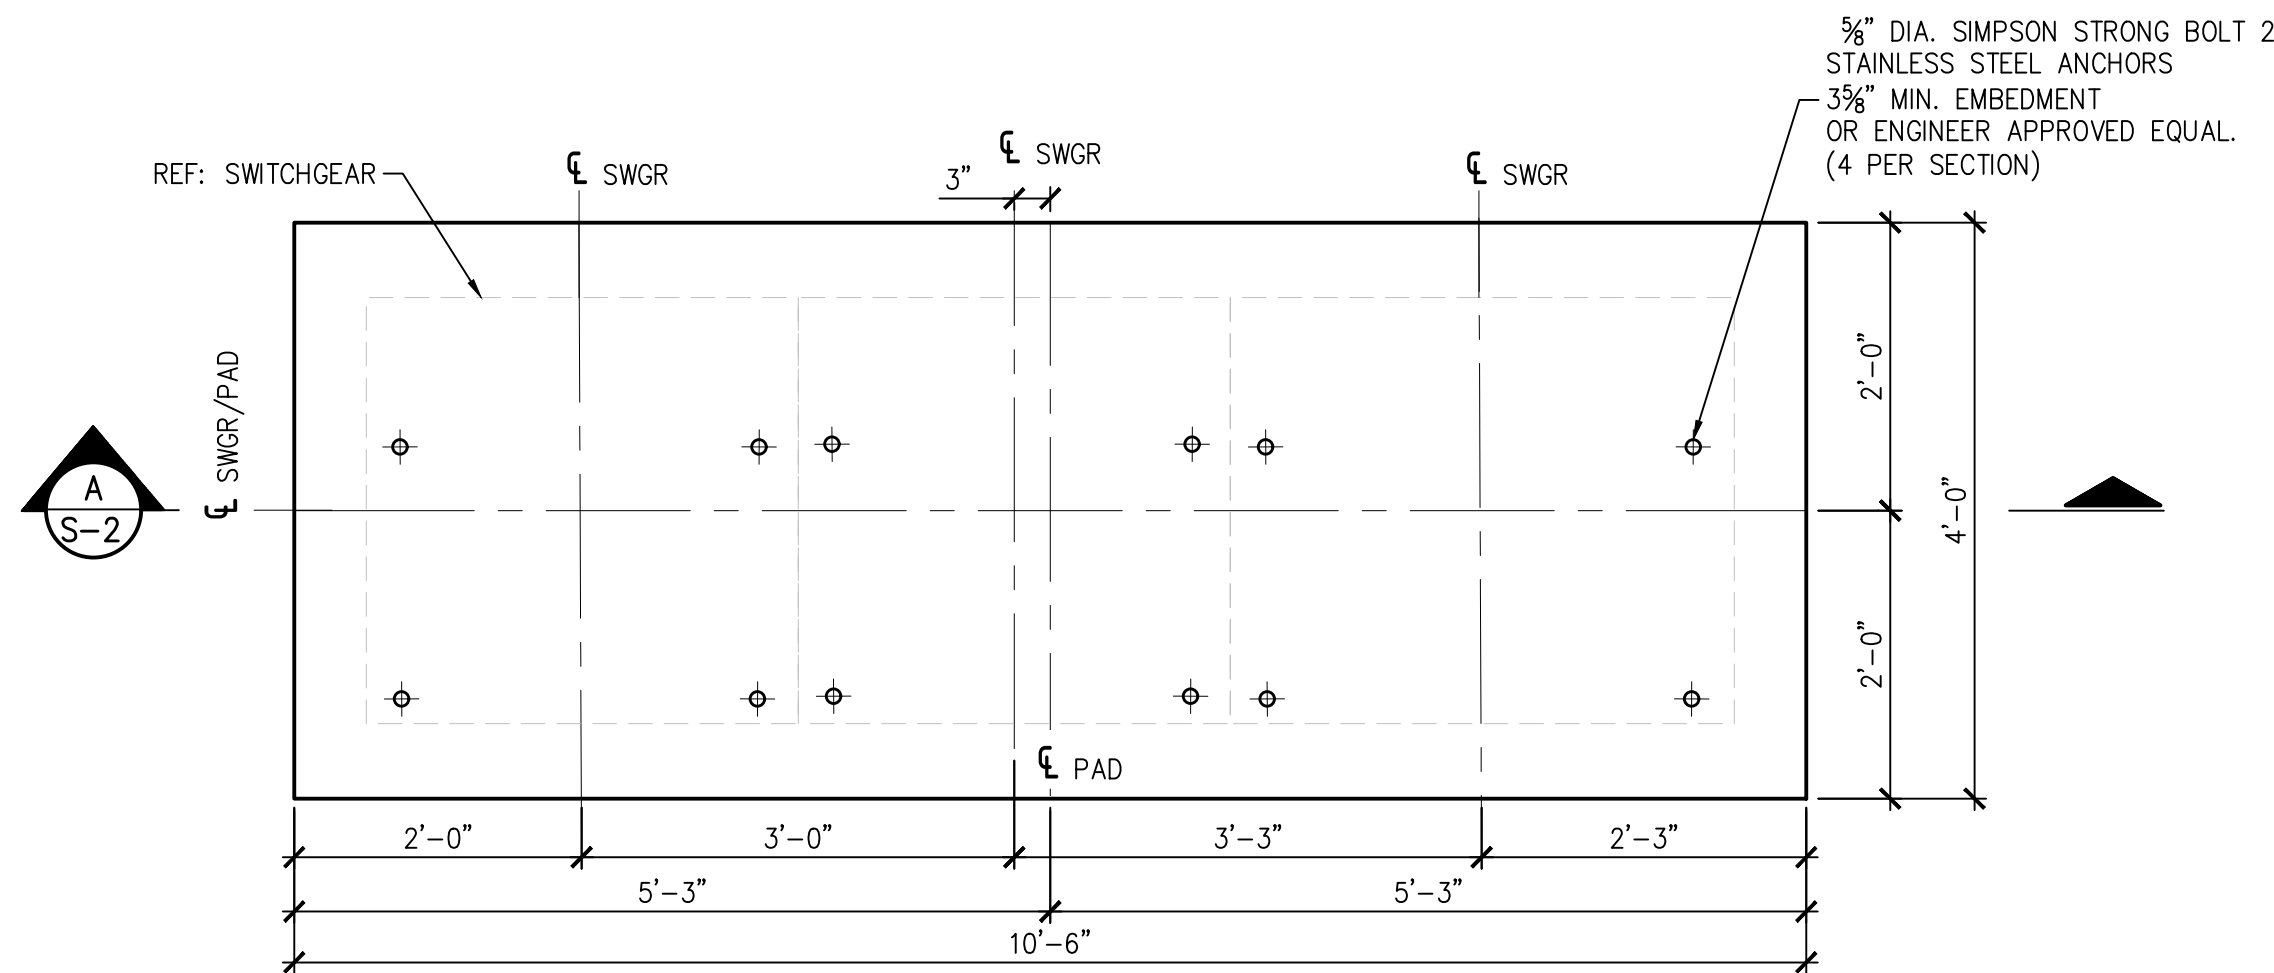 ⅝” DIA. SIMPSON STRONG BOLT 2
STAINLESS STEEL ANCHORS
3⅝” MIN. EMBEDMENT
OR ENGINEER APPROVED EQUAL.
(4 PER SECTION)
REF: SWITCHGEAR
℄ SWGR
3”
℄ SWGR
℄ SWGR
℄ SWGR/PAD
A
S-2
2’-0”
4’-0”
2’-0”
℄ PAD
2’-0”
3’-0”
3’-3”
2’-3”
5’-3”
5’-3”
10’-6”